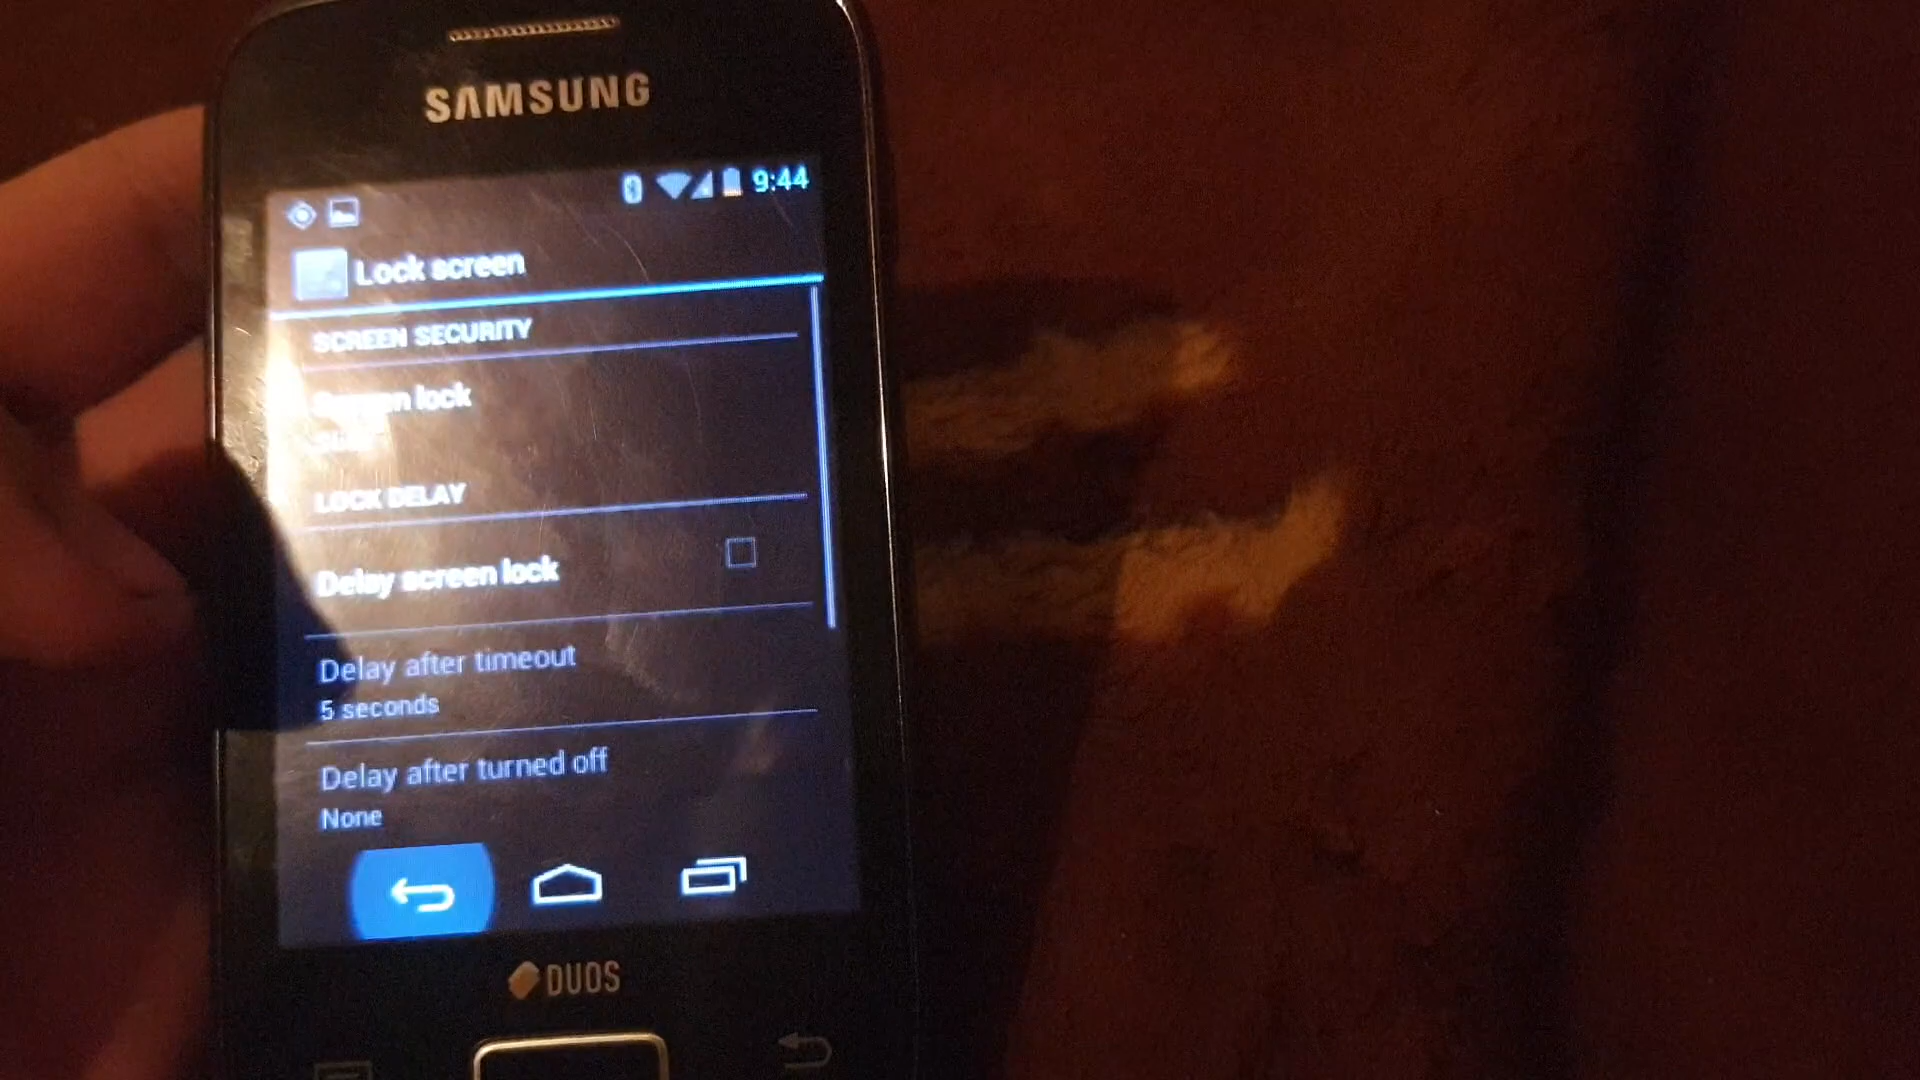 SAMSUNG
9:44
Lock screen
SCREEN SECURITY
Screen lock
LOCK DELAY
Delay screen lock
Delay after timeout
5 seconds
Delay after turned off
None
DUOS